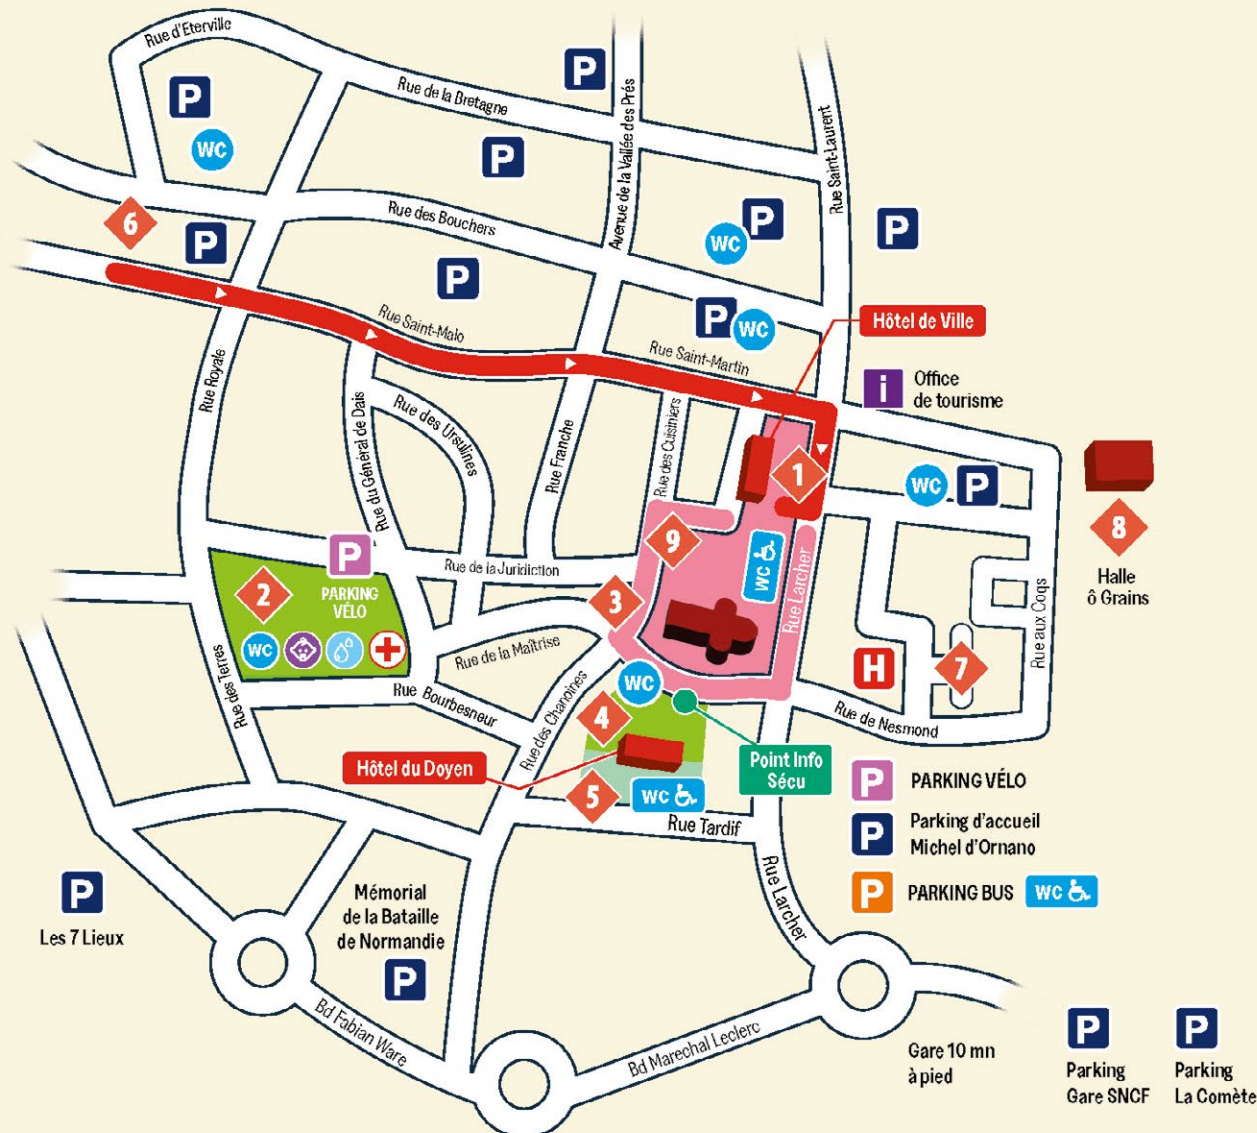 Rue d'Eterville
P
P
Rue de la Bretagne
Avenue de la Vallée des Prés
Rue Saint-Laurent
WC
P
6
P
Rue des Bouchers
WC
P
P
P
Rue Saint-Malo
P
WC
Hôtel de Ville
Rue Saint-Martin
i
Office
de tourisme
Rue Royale
Rue du Général de Dais
Rue des Ursulines
Rue Franche
Rue des Cuisiniers
1
WC
P
8
Halle
ô Grains
9
P
PARKING
VÉLO
Rue de la Juridiction
WC
Rue Larcher
2
3
WC
Rue de la Maîtrise
H
7
Rue aux Coqs
Rue des Terres
Rue Bourbesneur
Rue des Chanoines
WC
4
Rue de Nesmond
Hôtel du Doyen
Point Info
Sécu
5
WC
Rue Tardif
P
PARKING VÉLO
P
Parking d'accueil
Michel d'Ornano
P
PARKING BUS
WC
Rue Larcher
P
Les 7 Lieux
Mémorial
de la Bataille
de Normandie
P
Bd Fabian Ware
Bd Marechal Leclerc
Gare 10 mn
à pied
P
Parking
Gare SNCF
P
Parking
La Comète